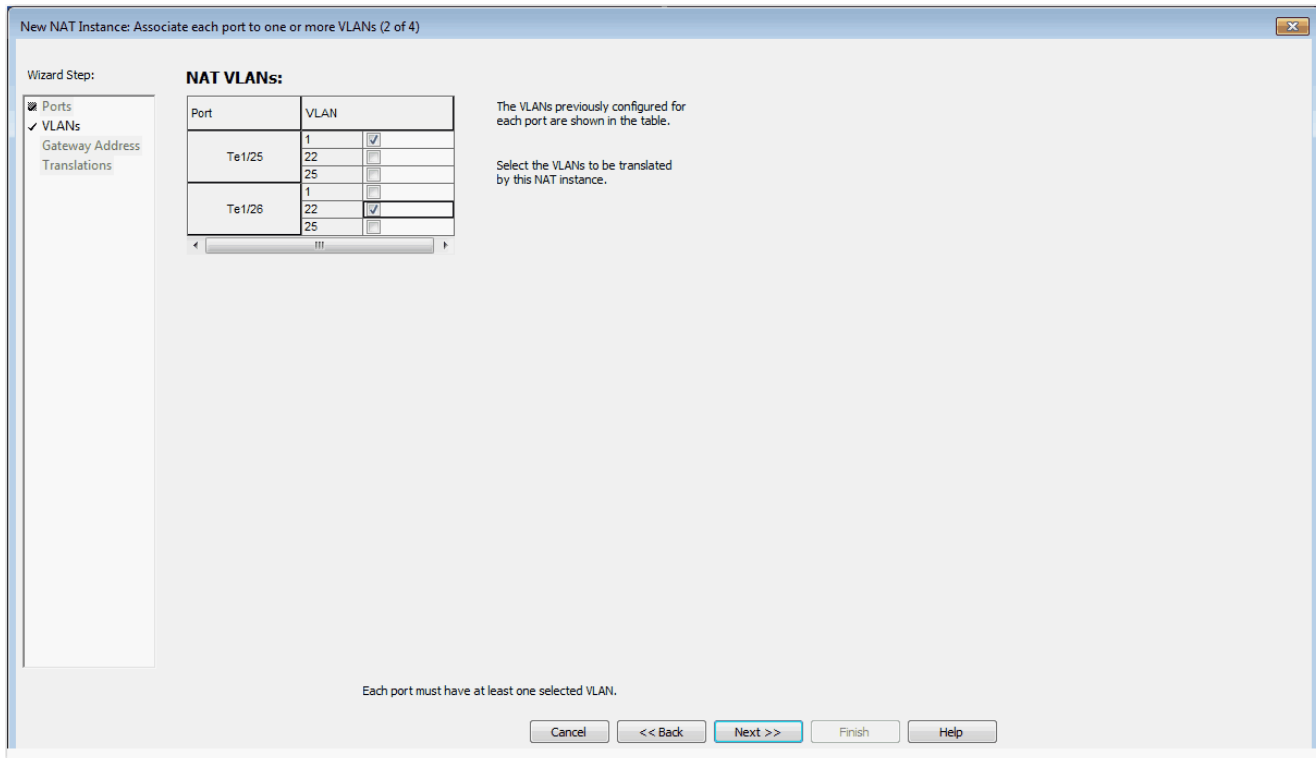 New NAT Instance: Associate each port to one or more VLANs (2 of 4)
Wizard Step:
Ports
VLANs
Gateway Address
Translations
NAT VLANs:
Port VLAN
Te1/25
1
22
25
Te1/26
1
22
25
The VLANs previously configured for
each port are shown in the table.
Select the VLANs to be translated
by this NAT instance.
Each port must have at least one selected VLAN.
Cancel << Back Next >> Finish Help